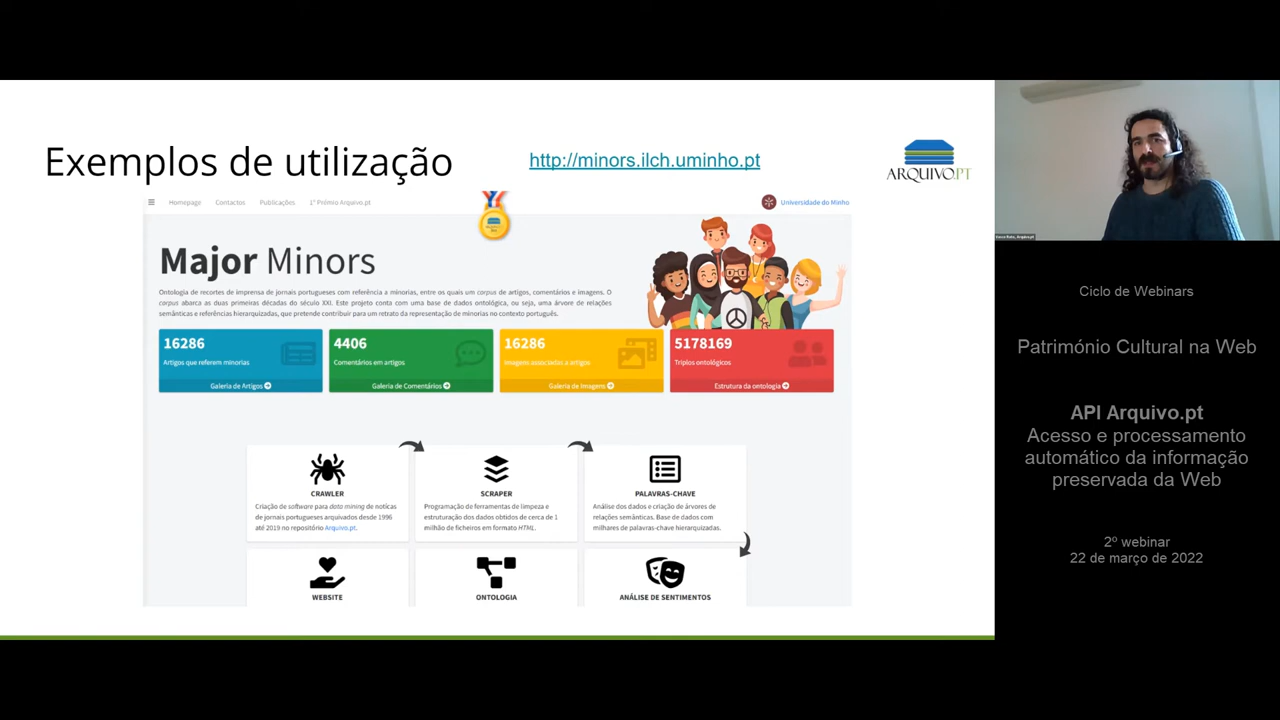 Exemplos de utilização
http://minors.ilch.uminho.pt
ARQUIVO.PT
Homepage Contactos Publicações 1º Prémio Arquivo.pt
Universidade do Minho
Major Minors
Ontologia de recortes de imprensa de jornais portugueses com referência a minorias, entre os quais um corpus de artigos, comentários e imagens. O
corpus abarca as duas primeiras décadas do século XXI. Este projeto conta com uma base de dados ontológica, ou seja, uma árvore de relações
semânticas e referências hierarquizadas, que pretende contribuir para um retrato da representação de minorias no contexto português.
16286
Artigos que referem minorias
Galeria de Artigos
4406
Comentários em artigos
Galeria de Comentários
16286
Imagens associadas a artigos
Galeria de Imagens
5178169
Triplos ontológicos
Estrutura da ontologia
CRAWLER
Criação de software para data mining de notícas
de jornais portugueses arquivados desde 1996
até 2019 no repositório Arquivo.pt.
SCRAPER
Programação de ferramentas de limpeza e
estruturação dos dados obtidos de cerca de 1
milhão de ficheiros em formato HTML.
PALAVRAS-CHAVE
Análise dos dados e criação de árvores de
relações semânticas. Base de dados com
milhares de palavras-chave hierarquizadas.
WEBSITE
ONTOLOGIA
ANÁLISE DE SENTIMENTOS
Ciclo de Webinars
Património Cultural na Web
API Arquivo.pt
Acesso e processamento
automático da informação
preservada da Web
2º webinar
22 de março de 2022